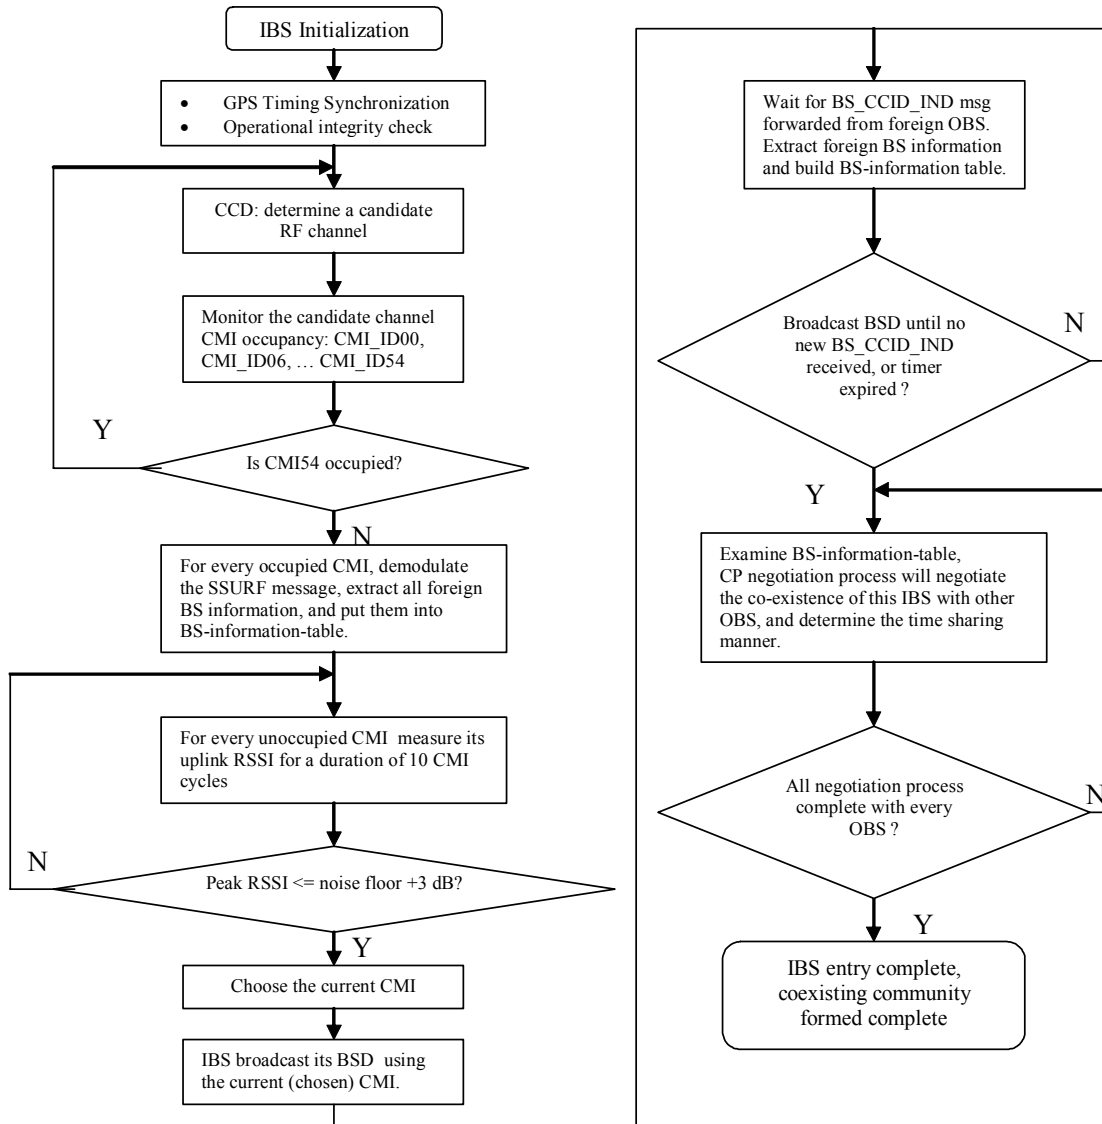 IBS Initialization
• GPS Timing Synchronization
• Operational integrity check
CCD: determine a candidate
RF channel
Monitor the candidate channel
CMI occupancy: CMI_ID00,
CMI_ID06, … CMI_ID54
Y
Is CMI54 occupied?
N
For every occupied CMI, demodulate
the SSURF message, extract all foreign
BS information, and put them into
BS-information-table.
For every unoccupied CMI measure its
uplink RSSI for a duration of 10 CMI
cycles
N
Peak RSSI <= noise floor +3 dB?
Y
Choose the current CMI
IBS broadcast its BSD using
the current (chosen) CMI.
Wait for BS_CCID_IND msg
forwarded from foreign OBS.
Extract foreign BS information
and build BS-information table.
Broadcast BSD until no
new BS_CCID_IND
received, or timer
expired ?
N
Y
Examine BS-information-table,
CP negotiation process will negotiate
the co-existence of this IBS with other
OBS, and determine the time sharing
manner.
All negotiation process
complete with every
OBS ?
N
Y
IBS entry complete,
coexisting community
formed complete